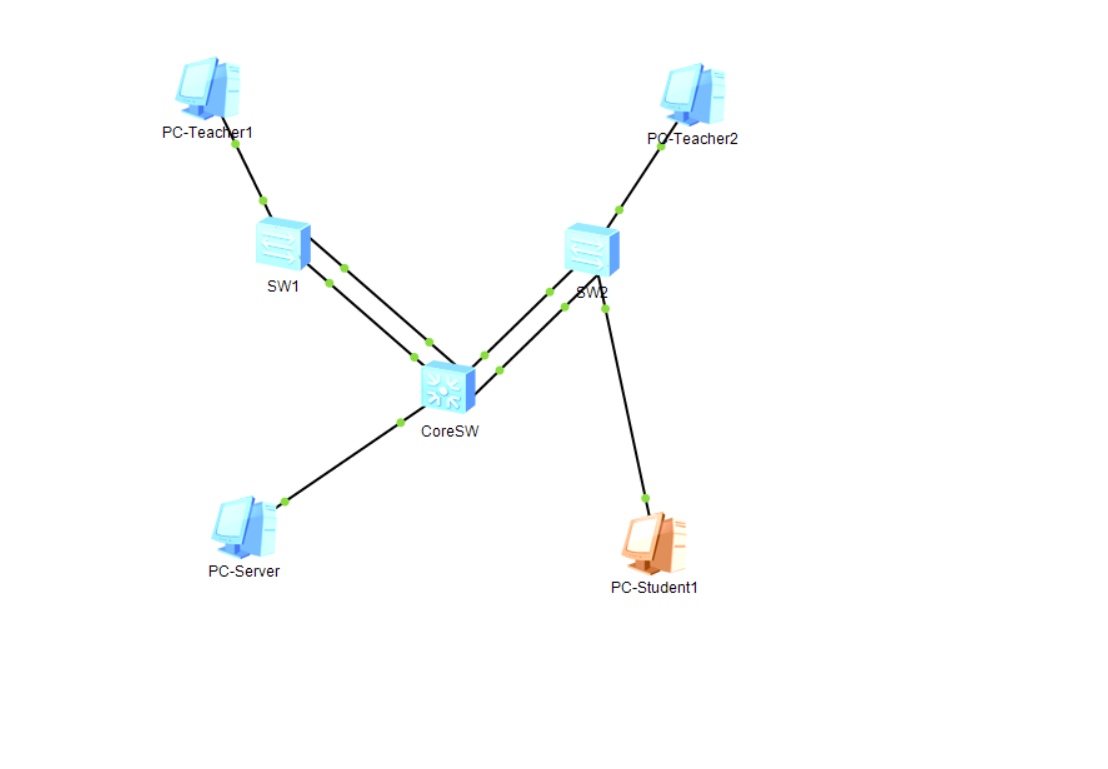 PC-Teacher1
PC-Teacher2
SW1
SW2
CoreSW
PC-Server
PC-Student1